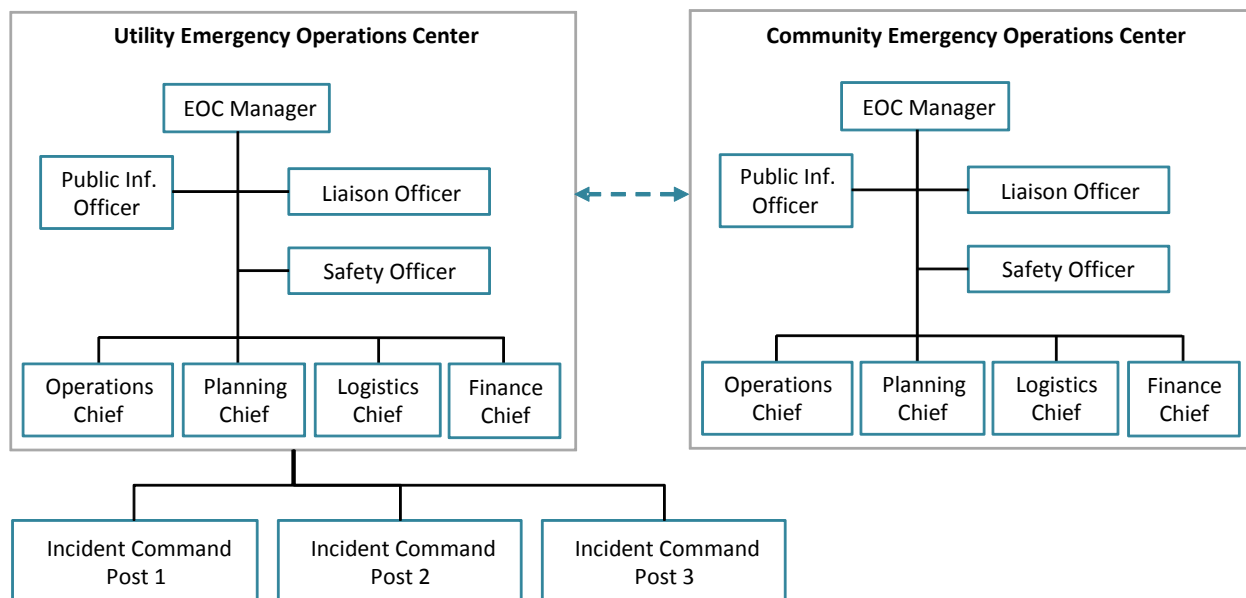 Utility Emergency Operations Center
EOC Manager
Public Inf.
Officer
Liaison Officer
Safety Officer
Operations
Chief
Planning
Chief
Logistics
Chief
Finance
Chief
Incident Command
Post 1
Incident Command
Post 2
Incident Command
Post 3
Community Emergency Operations Center
EOC Manager
Public Inf.
Officer
Liaison Officer
Safety Officer
Operations
Chief
Planning
Chief
Logistics
Chief
Finance
Chief